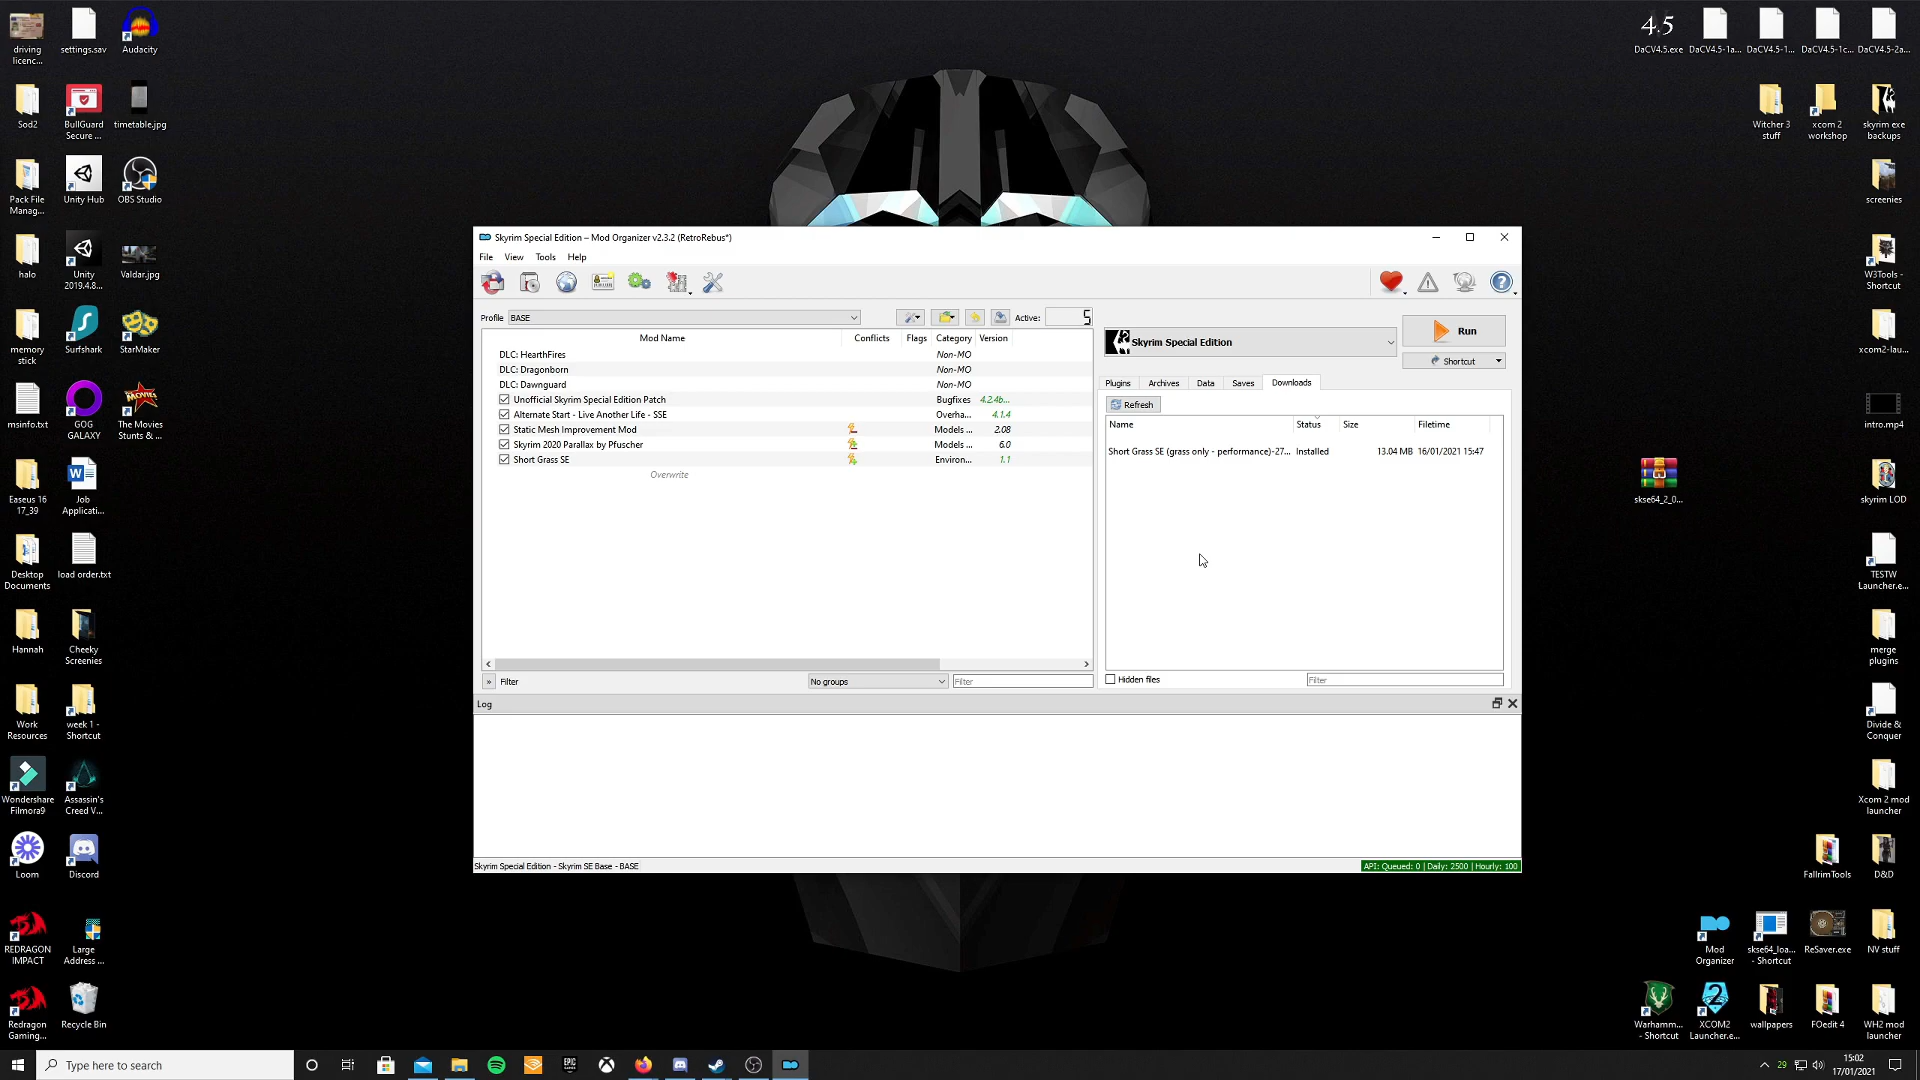 driving
licenc...
settings.sav
Audacity
Sod2
BullGuard
Secure ...
timetable.jpg
Pack File
Manag...
Unity Hub
OBS Studio
halo
Unity
2019.4.8...
Valdar.jpg
memory
stick
Surfshark
StarMaker
msinfo.txt
GOG
GALAXY
The Movies
Stunts & ...
Easeus 16
17_39
Job
Applicati...
Desktop
Documents
load order.txt
Hannah
Cheeky
Screenies
Work
Resources
week 1 -
Shortcut
Wondershare
Filmora9
Assassin's
Creed V...
Loom
Discord
REDRAGON
IMPACT
Large
Address ...
Redragon
Gaming...
Recycle Bin
4.5
DaCV4.5.exe
DaCV4.5-1a...
DaCV4.5-1...
DaCV4.5-1c...
DaCV4.5-2a...
Witcher 3
stuff
xcom 2
workshop
skyrim exe
backups
screenies
W3Tools -
Shortcut
xcom2-lau...
intro.mp4
skse64_2_0...
skyrim LOD
TESTW
Launcher.e...
merge
plugins
Divide &
Conquer
Xcom 2 mod
launcher
FallrimTools
D&D
Mod
Organizer
skse64_loa...
- Shortcut
ReSaver.exe
NV stuff
Warhamm...
- Shortcut
XCOM2
Launcher.e...
wallpapers
FOedit 4
WH2 mod
launcher
Skyrim Special Edition – Mod Organizer v2.3.2 (RetroRebus*)
File View Tools Help
Profile BASE Active: 5
Mod Name Conflicts Flags Category Version
DLC: HearthFires Non-MO
DLC: Dragonborn Non-MO
DLC: Dawnguard Non-MO
Unofficial Skyrim Special Edition Patch Bugfixes 4.2.4b...
Alternate Start - Live Another Life - SSE Overha... 4.1.4
Static Mesh Improvement Mod Models ... 2.08
Skyrim 2020 Parallax by Pfuscher Models ... 6.0
Short Grass SE Environ... 1.1
Overwrite
» Filter No groups Filter
Skyrim Special Edition
Run
Shortcut
Plugins Archives Data Saves Downloads
Refresh
Name Status Size Filetime
Short Grass SE (grass only - performance)-27... Installed 13.04 MB 16/01/2021 15:47
Hidden files Filter
Log
Skyrim Special Edition - Skyrim SE Base - BASE
API: Queued: 0 | Daily: 2500 | Hourly: 100
Type here to search
EPIC
29
15:02
17/01/2021